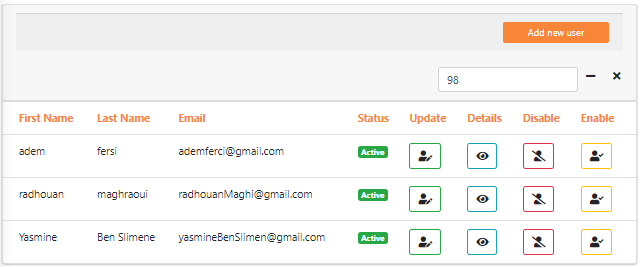 Add new user
98
First Name Last Name Email Status Update Details Disable Enable
adem fersi ademferci@gmail.com Active
radhouan maghraoui radhouanMaghi@gmail.com Active
Yasmine Ben Slimene yasmineBenSlimen@gmail.com Active